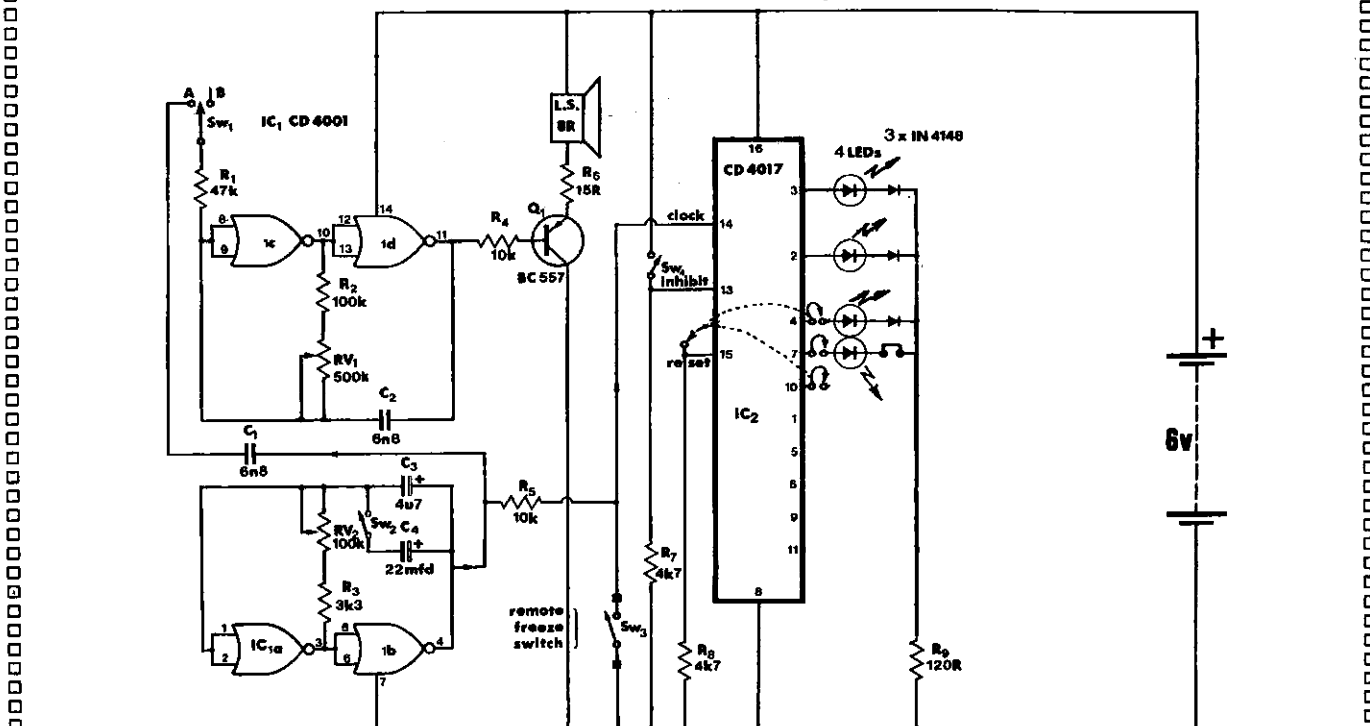 A B
Sw1
IC1 CD 4001
R1
47k
8
9
1c
10
12
13
14
1d
11
R4
10k
Q1
BC 557
L.S.
8R
R6
15R
R2
100k
RV1
500k
C2
6n8
C1
6n8
C3
+
4u7
Sw2
C4
+
22mfd
RV2
100k
R3
3k3
1
2
IC1a
3
1b
4
7
R5
10k
remote
freeze
switch
Sw3
clock
14
Sw4
inhibit
13
reset
15
R7
4k7
R8
4k7
16
CD 4017
IC2
3
2
4
7
10
1
5
6
9
11
8
4 LEDs
3 x IN 4148
R9
120R
+
6v